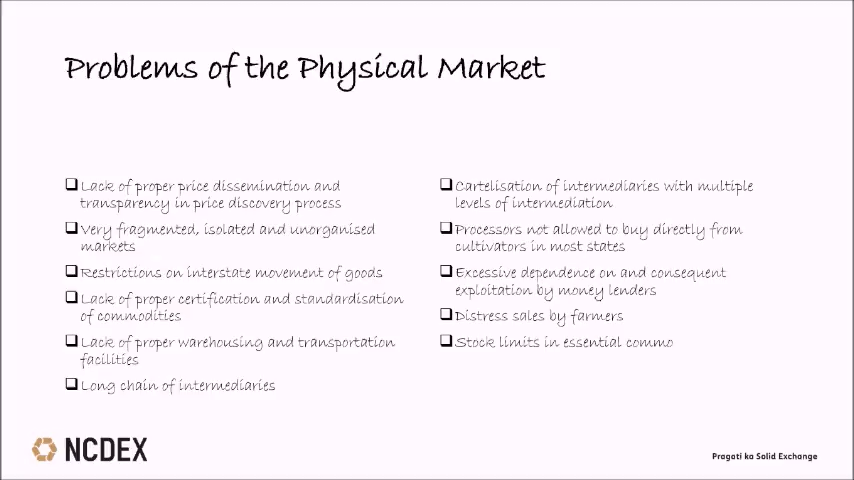 Problems of the Physical Market
Lack of proper price dissemination and
transparency in price discovery process
Very fragmented, isolated and unorganised
markets
Restrictions on interstate movement of goods
Lack of proper certification and standardisation
of commodities
Lack of proper warehousing and transportation
facilities
Long chain of intermediaries
Cartelisation of intermediaries with multiple
levels of intermediation
Processors not allowed to buy directly from
cultivators in most states
Excessive dependence on and consequent
exploitation by money lenders
Distress sales by farmers
Stock limits in essential commo
NCDEX
Pragati ka Solid Exchange